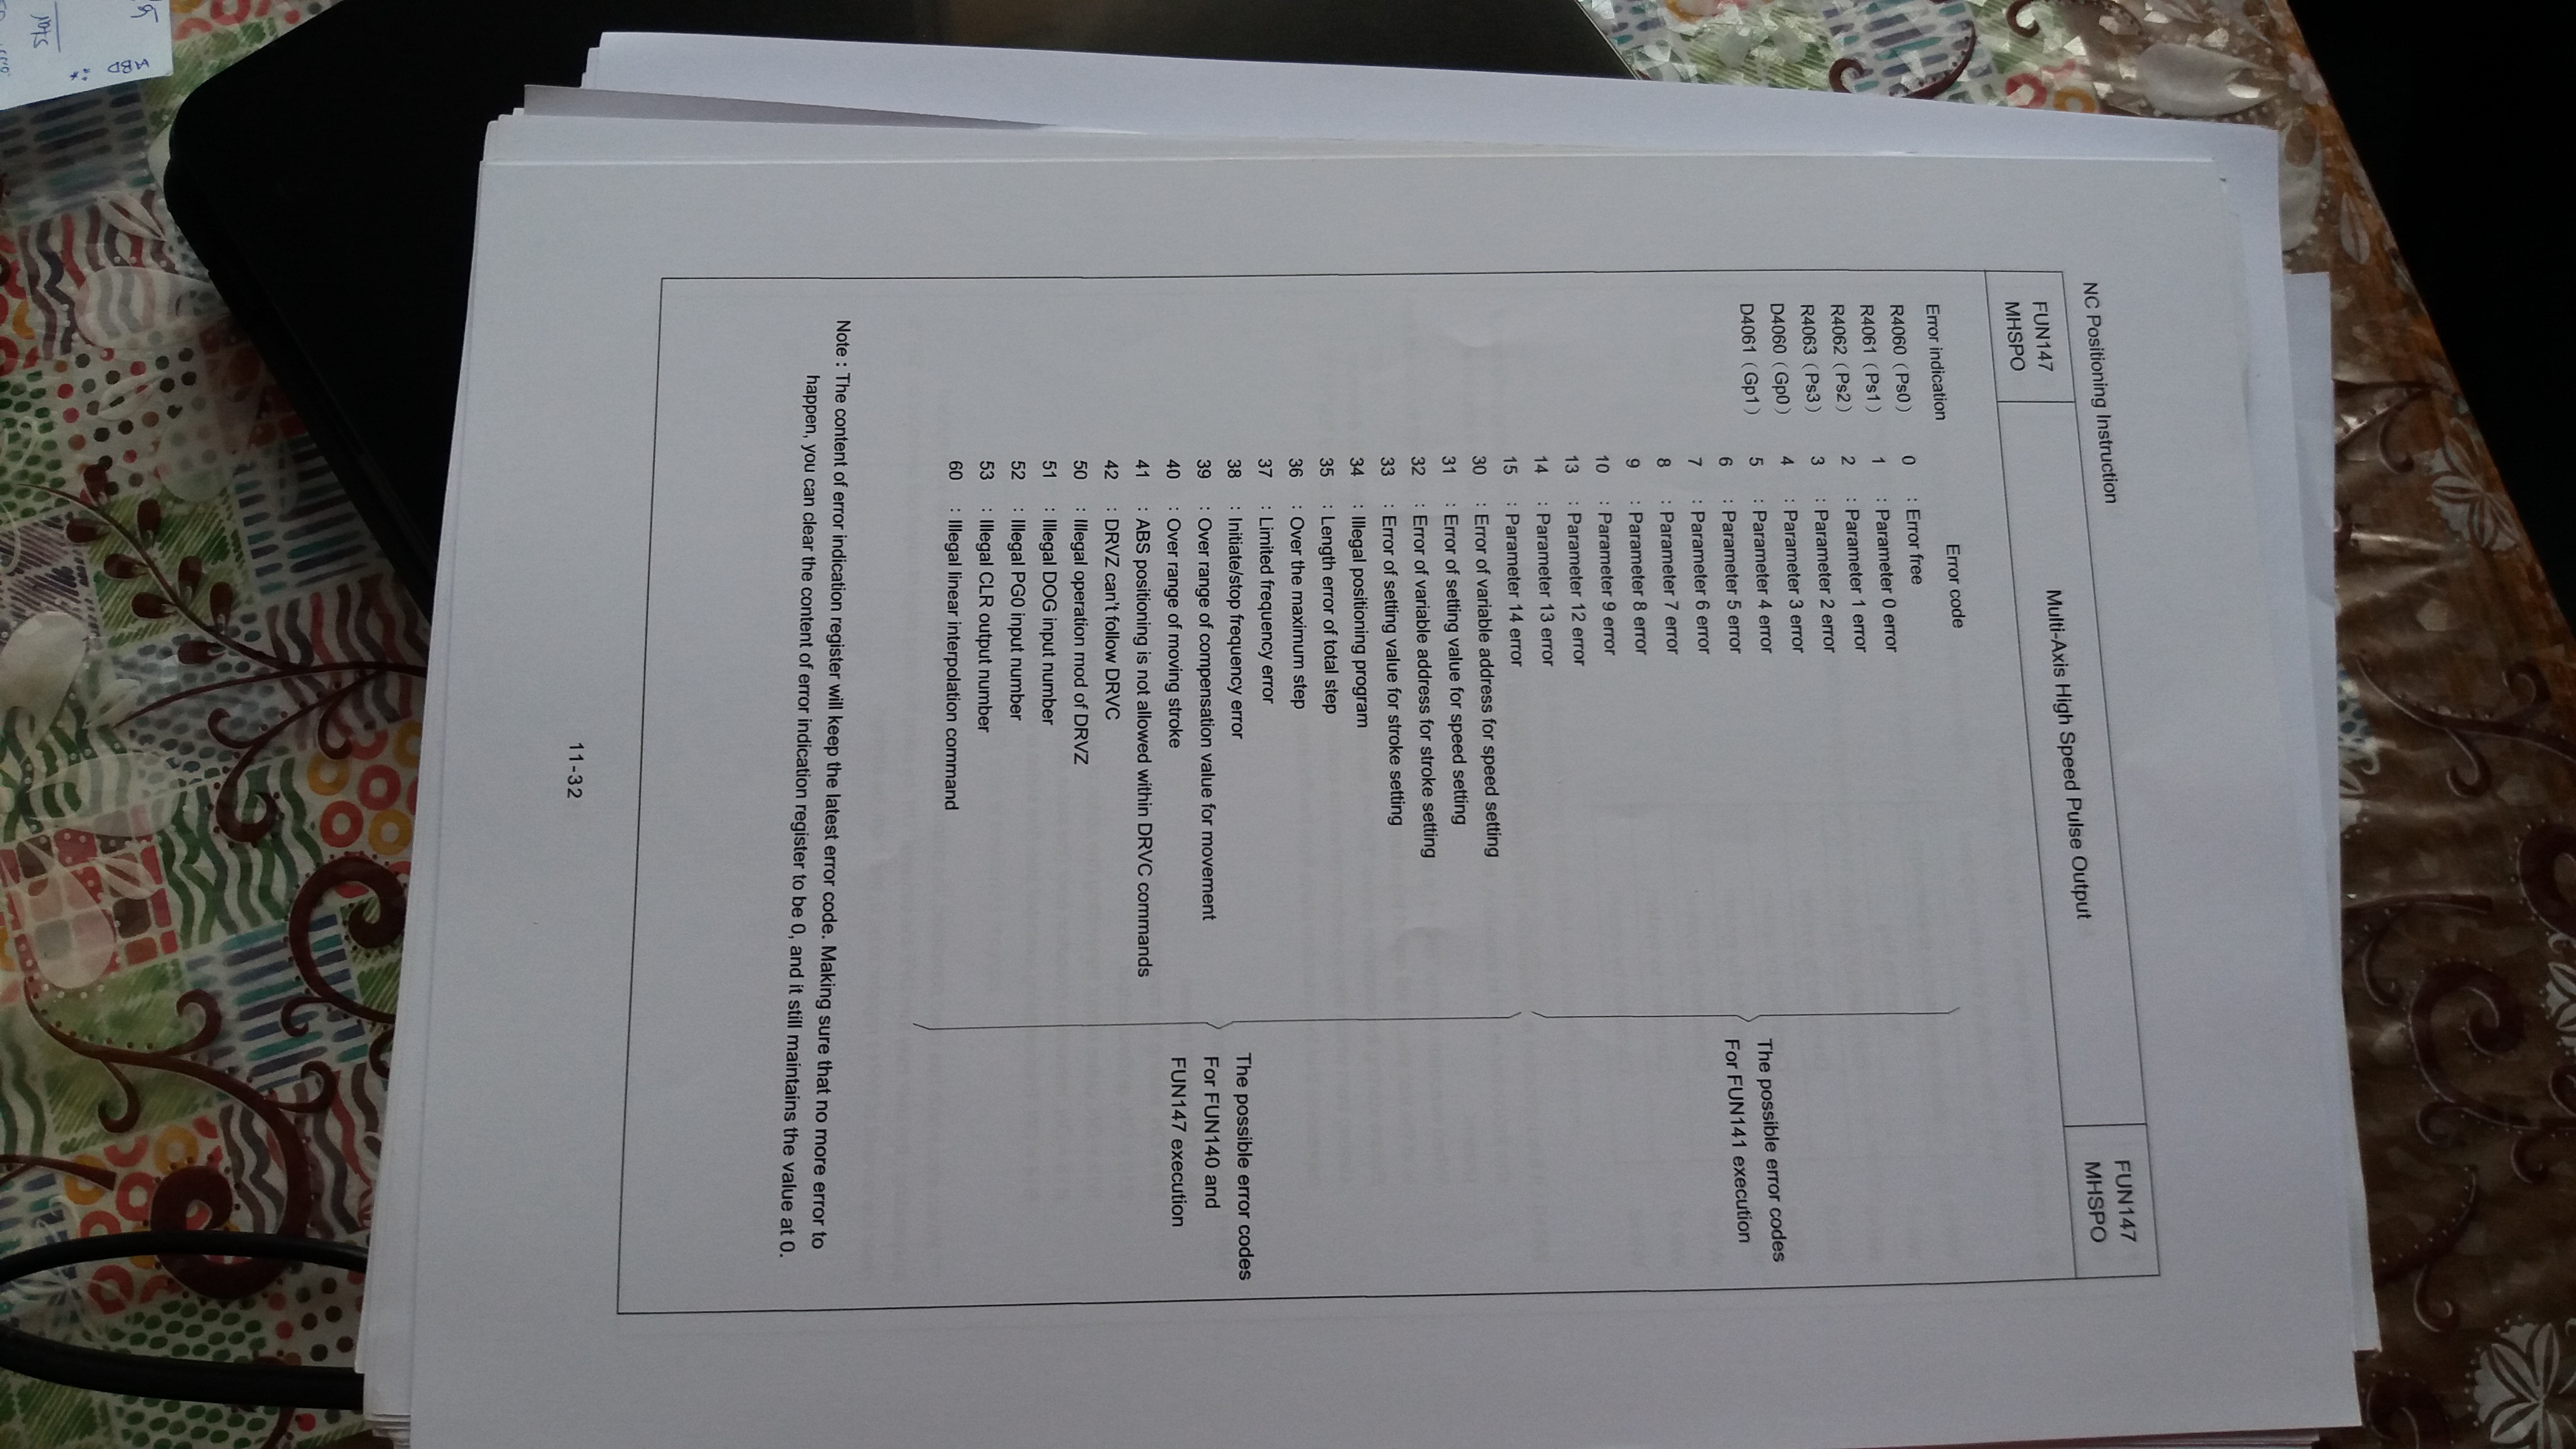 NC Positioning Instruction
FUN147
MHSPO
Multi-Axis High Speed Pulse Output
FUN147
MHSPO
Error indication Error code
R4060 ( Ps0 ) 0 : Error free
R4061 ( Ps1 ) 1 : Parameter 0 error
R4062 ( Ps2 ) 2 : Parameter 1 error
R4063 ( Ps3 ) 3 : Parameter 2 error
D4060 ( Gp0 ) 4 : Parameter 3 error
D4061 ( Gp1 ) 5 : Parameter 4 error
6 : Parameter 5 error
7 : Parameter 6 error
8 : Parameter 7 error
9 : Parameter 8 error
10 : Parameter 9 error
13 : Parameter 12 error
14 : Parameter 13 error
15 : Parameter 14 error
The possible error codes
For FUN141 execution
30 : Error of variable address for speed setting
31 : Error of setting value for speed setting
32 : Error of variable address for stroke setting
33 : Error of setting value for stroke setting
34 : Illegal positioning program
35 : Length error of total step
36 : Over the maximum step
37 : Limited frequency error
38 : Initiate/stop frequency error
39 : Over range of compensation value for movement
40 : Over range of moving stroke
41 : ABS positioning is not allowed within DRVC commands
42 : DRVZ can't follow DRVC
50 : Illegal operation mod of DRVZ
51 : Illegal DOG input number
52 : Illegal PG0 input number
53 : Illegal CLR output number
60 : Illegal linear interpolation command
The possible error codes
For FUN140 and
FUN147 execution
Note : The content of error indication register will keep the latest error code. Making sure that no more error to
happen, you can clear the content of error indication register to be 0, and it still maintains the value at 0.
11-32
Star